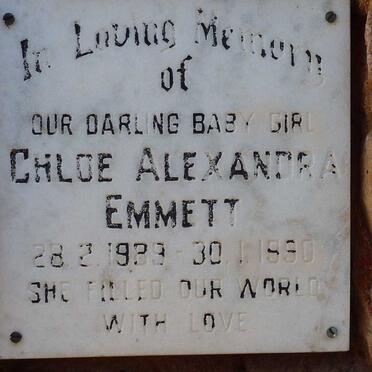 In Loving Memory
of
OUR DARLING BABY GIRL
CHLOE ALEXANDRA
EMMETT
28.2.1989 - 30.1.1990
SHE FILLED OUR WORLD
WITH LOVE